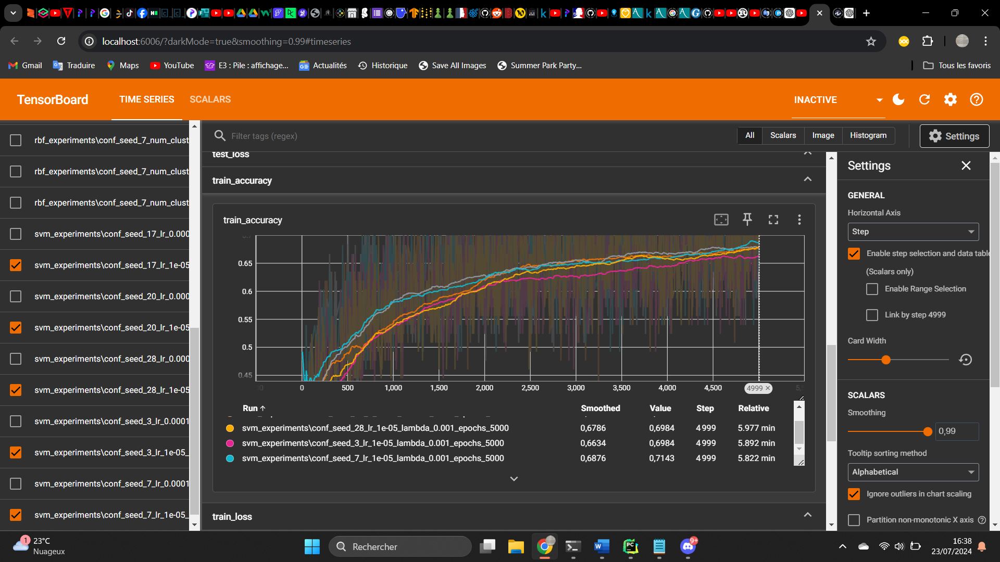 localhost:6006/?darkMode=true&smoothing=0.99#timeseries
Gmail
Traduire
Maps
YouTube
E3 : Pile : affichage...
Actualités
Historique
Save All Images
Summer Park Party...
Tous les favoris
TensorBoard
TIME SERIES
SCALARS
INACTIVE
rbf_experiments\conf_seed_7_num_clust
rbf_experiments\conf_seed_7_num_clust
rbf_experiments\conf_seed_7_num_clust
svm_experiments\conf_seed_17_lr_0.000
svm_experiments\conf_seed_17_lr_1e-05
svm_experiments\conf_seed_20_lr_0.000
svm_experiments\conf_seed_20_lr_1e-05
svm_experiments\conf_seed_28_lr_0.000
svm_experiments\conf_seed_28_lr_1e-05
svm_experiments\conf_seed_3_lr_0.0001
svm_experiments\conf_seed_3_lr_1e-05_
svm_experiments\conf_seed_7_lr_0.0001
svm_experiments\conf_seed_7_lr_1e-05_
Filter tags (regex)
All
Scalars
Image
Histogram
Settings
test_loss
train_accuracy
train_accuracy
0.65
0.6
0.55
0.5
0.45
0
500
1,000
1,500
2,000
2,500
3,000
3,500
4,000
4,500
4999
Run Smoothed Value Step Relative
svm_experiments\conf_seed_28_lr_1e-05_lambda_0.001_epochs_5000 0,6786 0,6984 4 999 5.977 min
svm_experiments\conf_seed_3_lr_1e-05_lambda_0.001_epochs_5000 0,6634 0,6984 4 999 5.892 min
svm_experiments\conf_seed_7_lr_1e-05_lambda_0.001_epochs_5000 0,6876 0,7143 4 999 5.822 min
train_loss
Settings
GENERAL
Horizontal Axis
Step
Enable step selection and data table
(Scalars only)
Enable Range Selection
Link by step 4999
Card Width
SCALARS
Smoothing
0,99
Tooltip sorting method
Alphabetical
Ignore outliers in chart scaling
Partition non-monotonic X axis
1
23°C
Nuageux
Rechercher
9+
16:38
23/07/2024